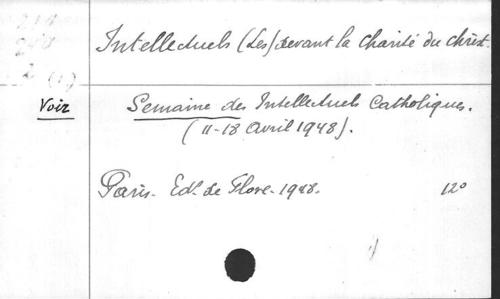 Intellectuels (Les) devant la charité du Christ.
(1)
Voir Semaine des Intellectuels Catholiques.
(11-18 Avril 1948).
Paris. Ed. de Flore. 1948. 12°